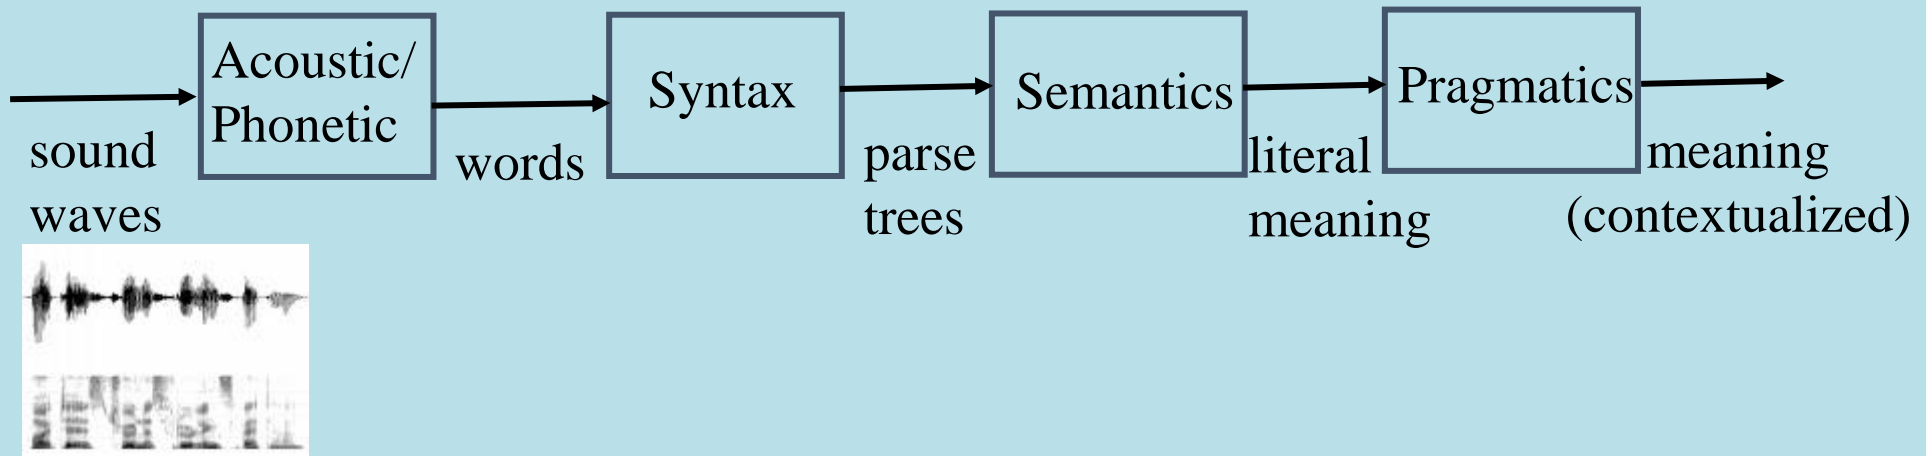 sound
waves
Acoustic/
Phonetic
words
Syntax
parse
trees
Semantics
literal
meaning
Pragmatics
meaning
(contextualized)